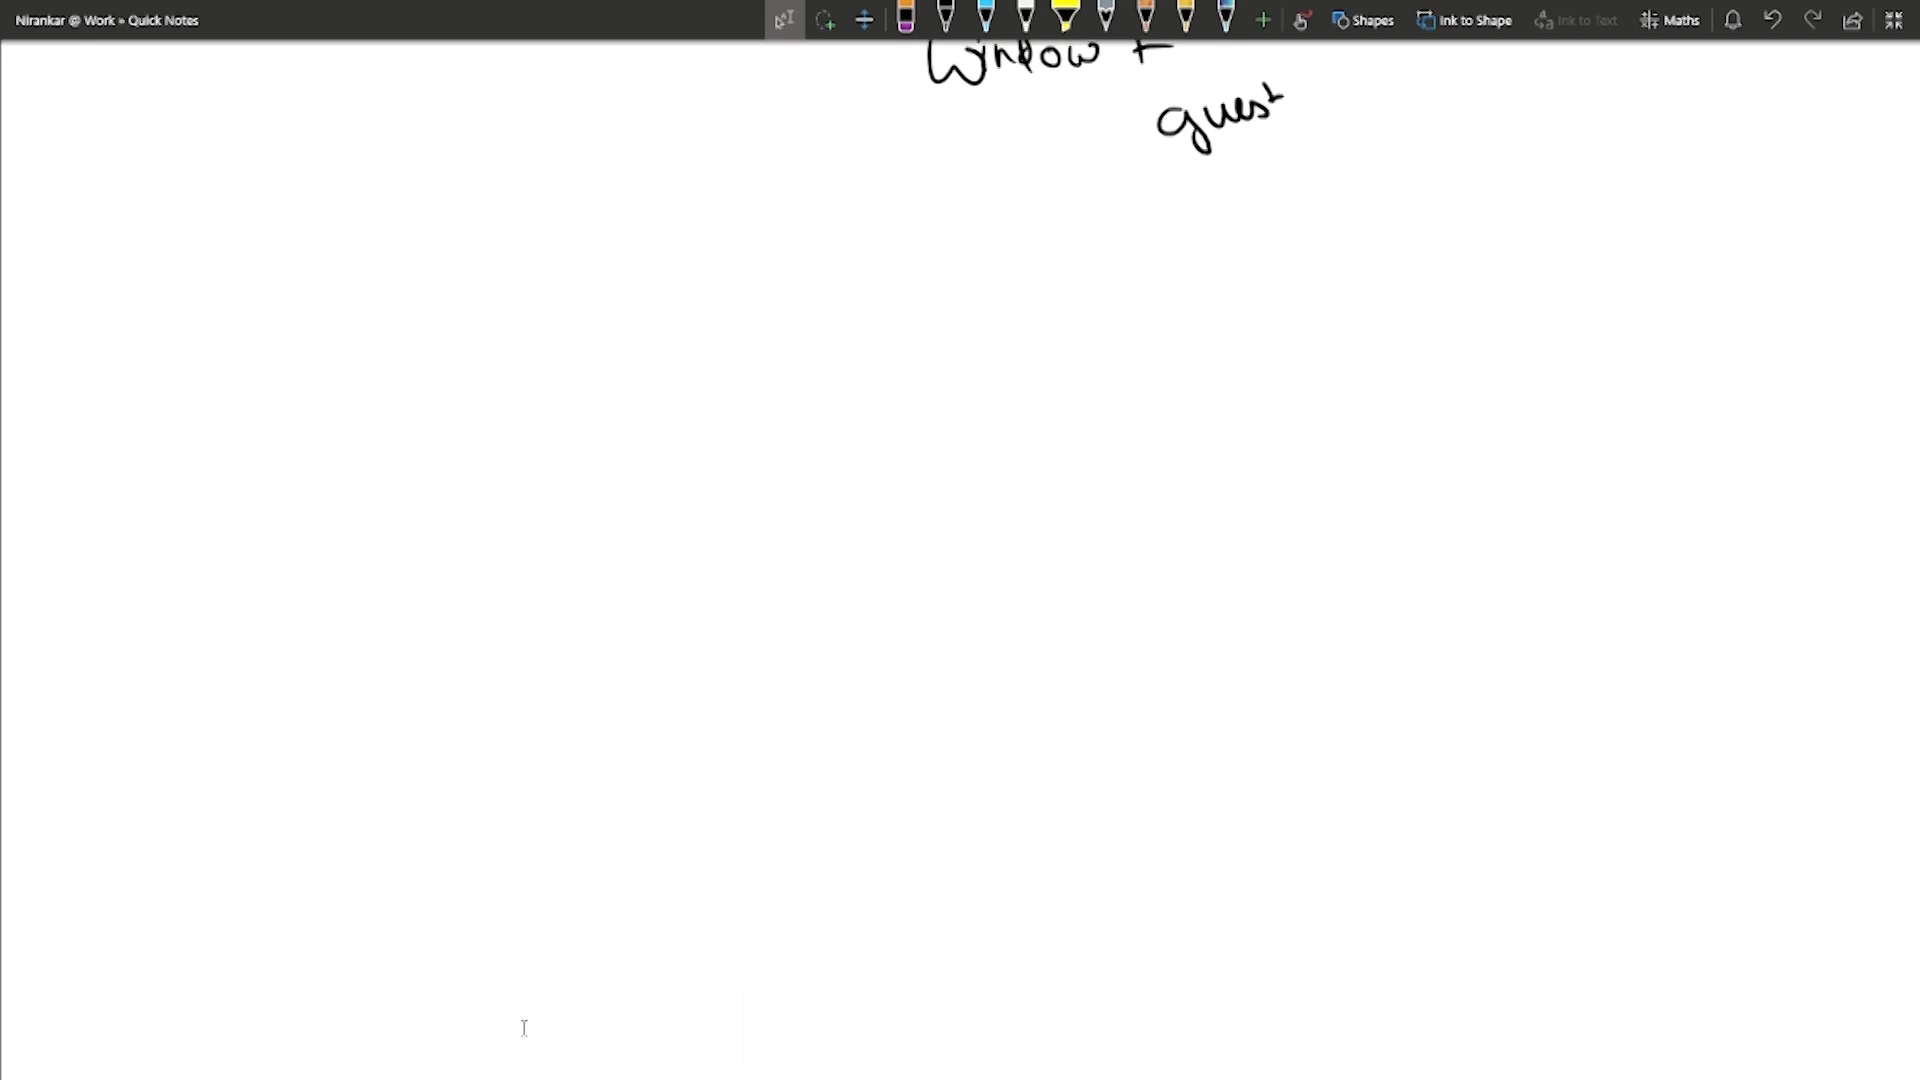 Nirankar @ Work » Quick Notes
Shapes
Ink to Shape
Ink to Text
Maths
Window +
guest